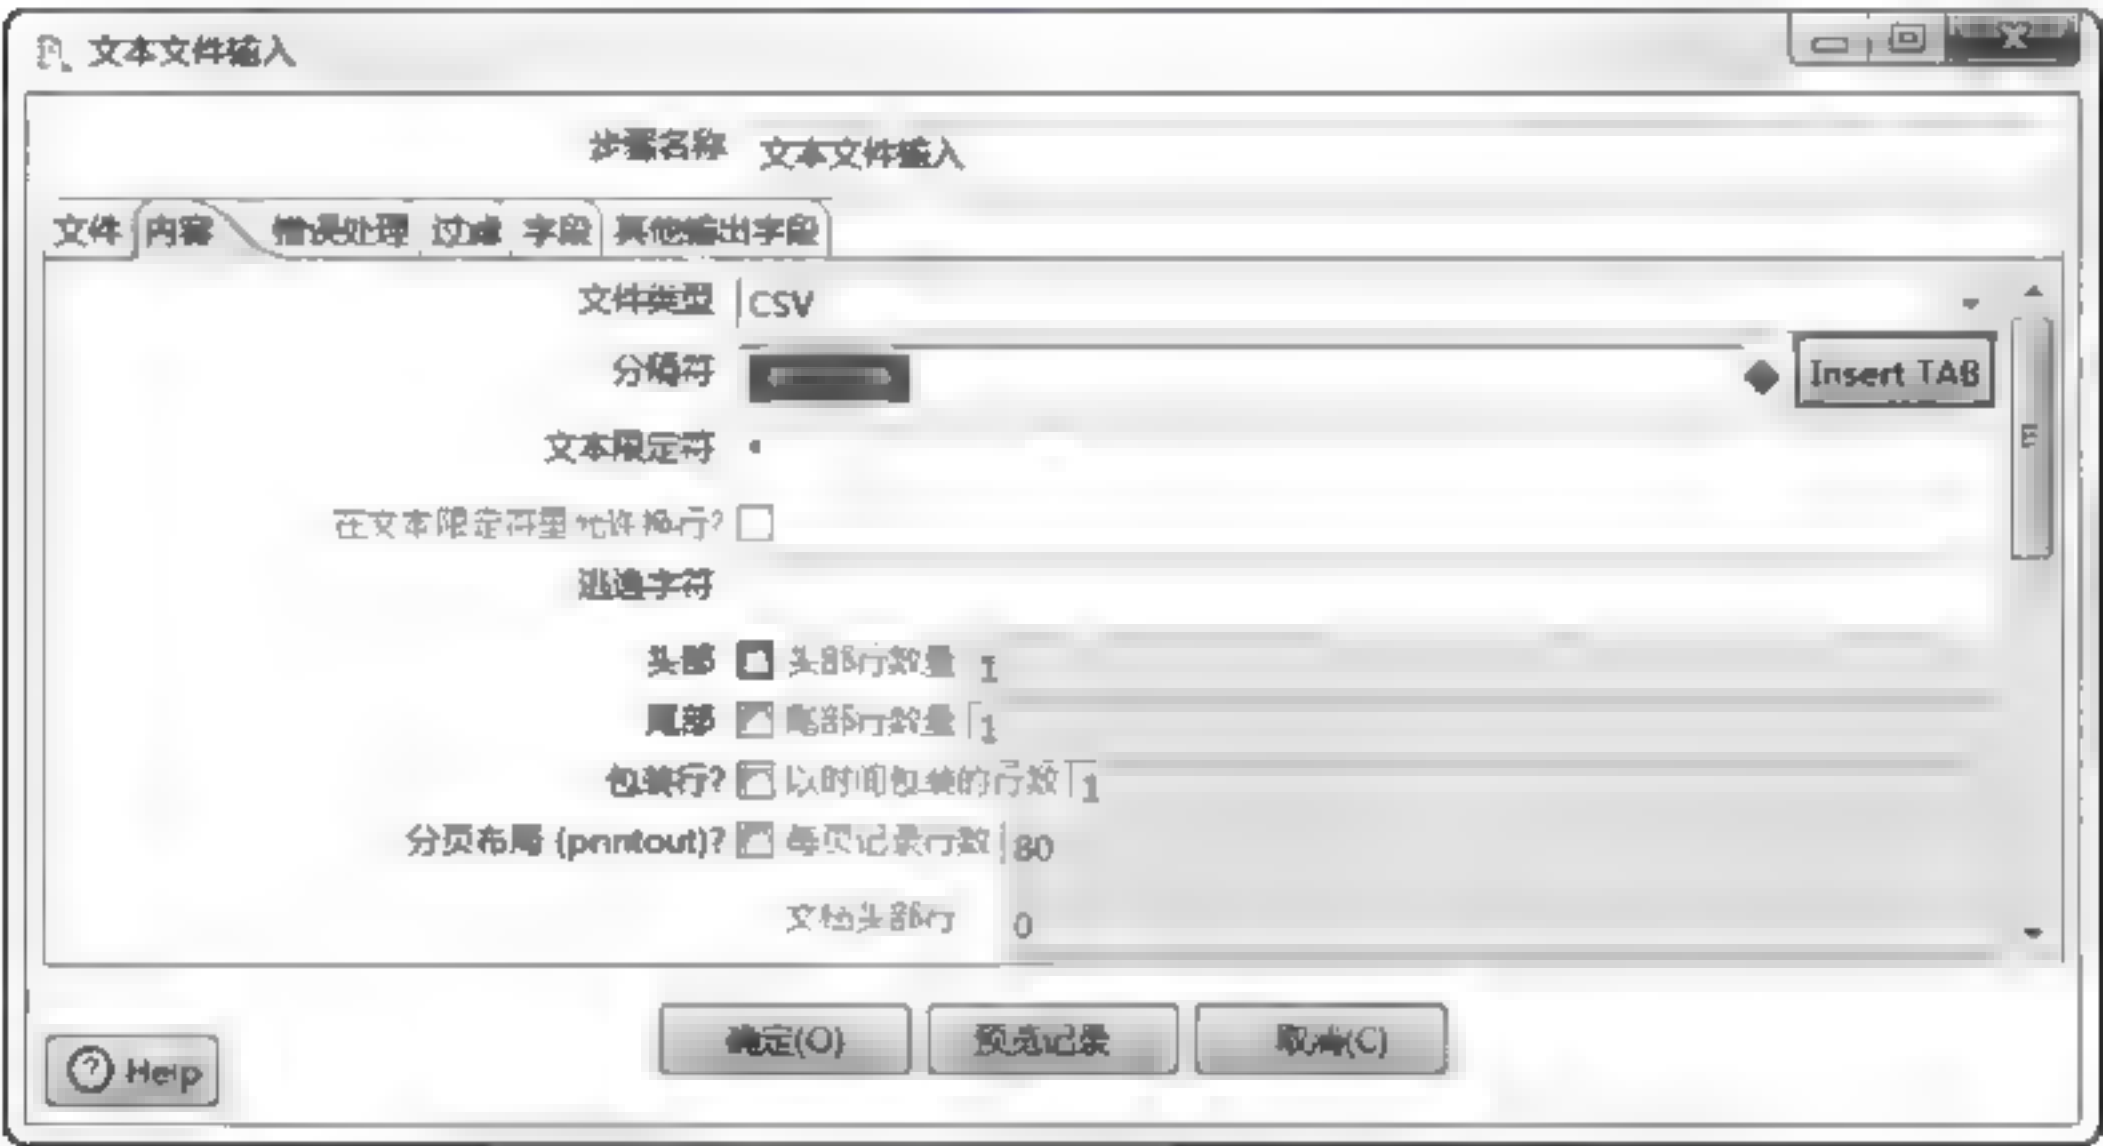 文本文件输入
步骤名称 文本文件输入
文件 内容 错误处理 过虑 字段 其他输出字段
文件类型 CSV
分隔符 Insert TAB
文本限定符
在文本限定符里允许换行?
逃逸字符
头部 头部行数量 1
尾部 尾部行数量 1
包装行? 以时间包装的行数 1
分页布局 (printout)? 每页记录行数 80
文档头部行 0
确定(O) 预览记录 取消(C)
Help